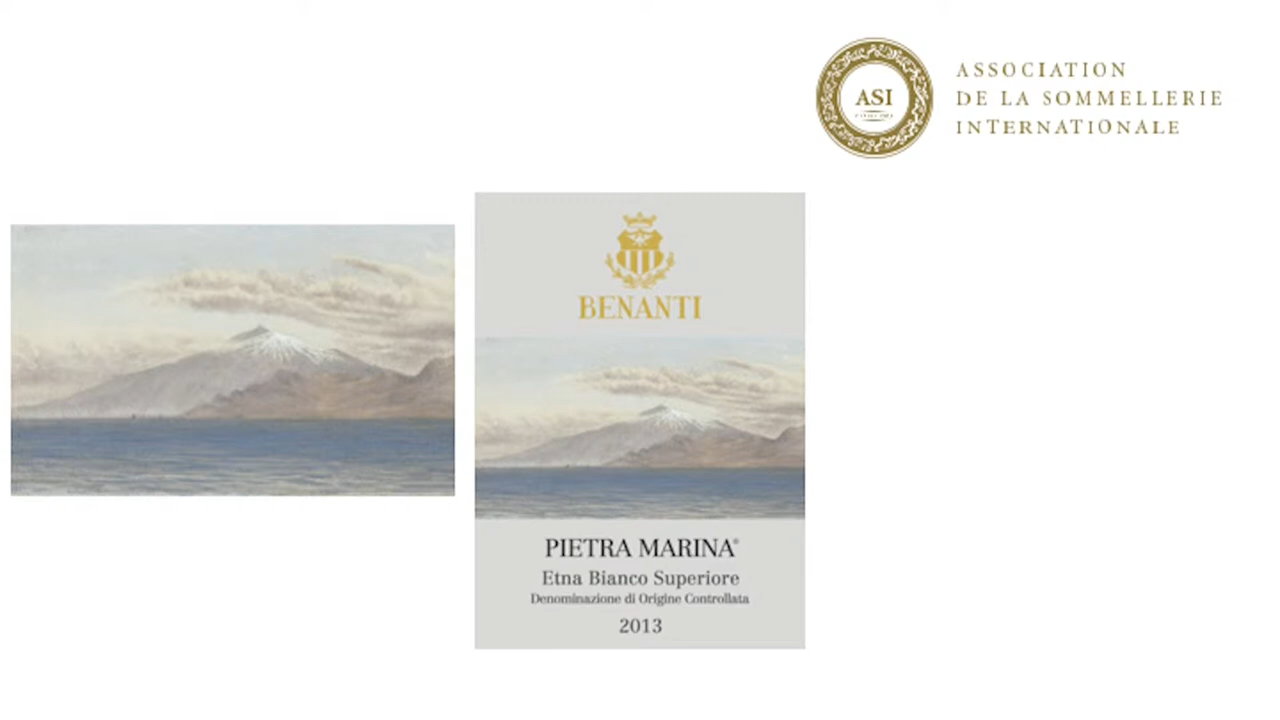 ASI
ASSOCIATION
DE LA SOMMELLERIE
INTERNATIONALE
BENANTI
PIETRA MARINA®
Etna Bianco Superiore
Denominazione di Origine Controllata
2013